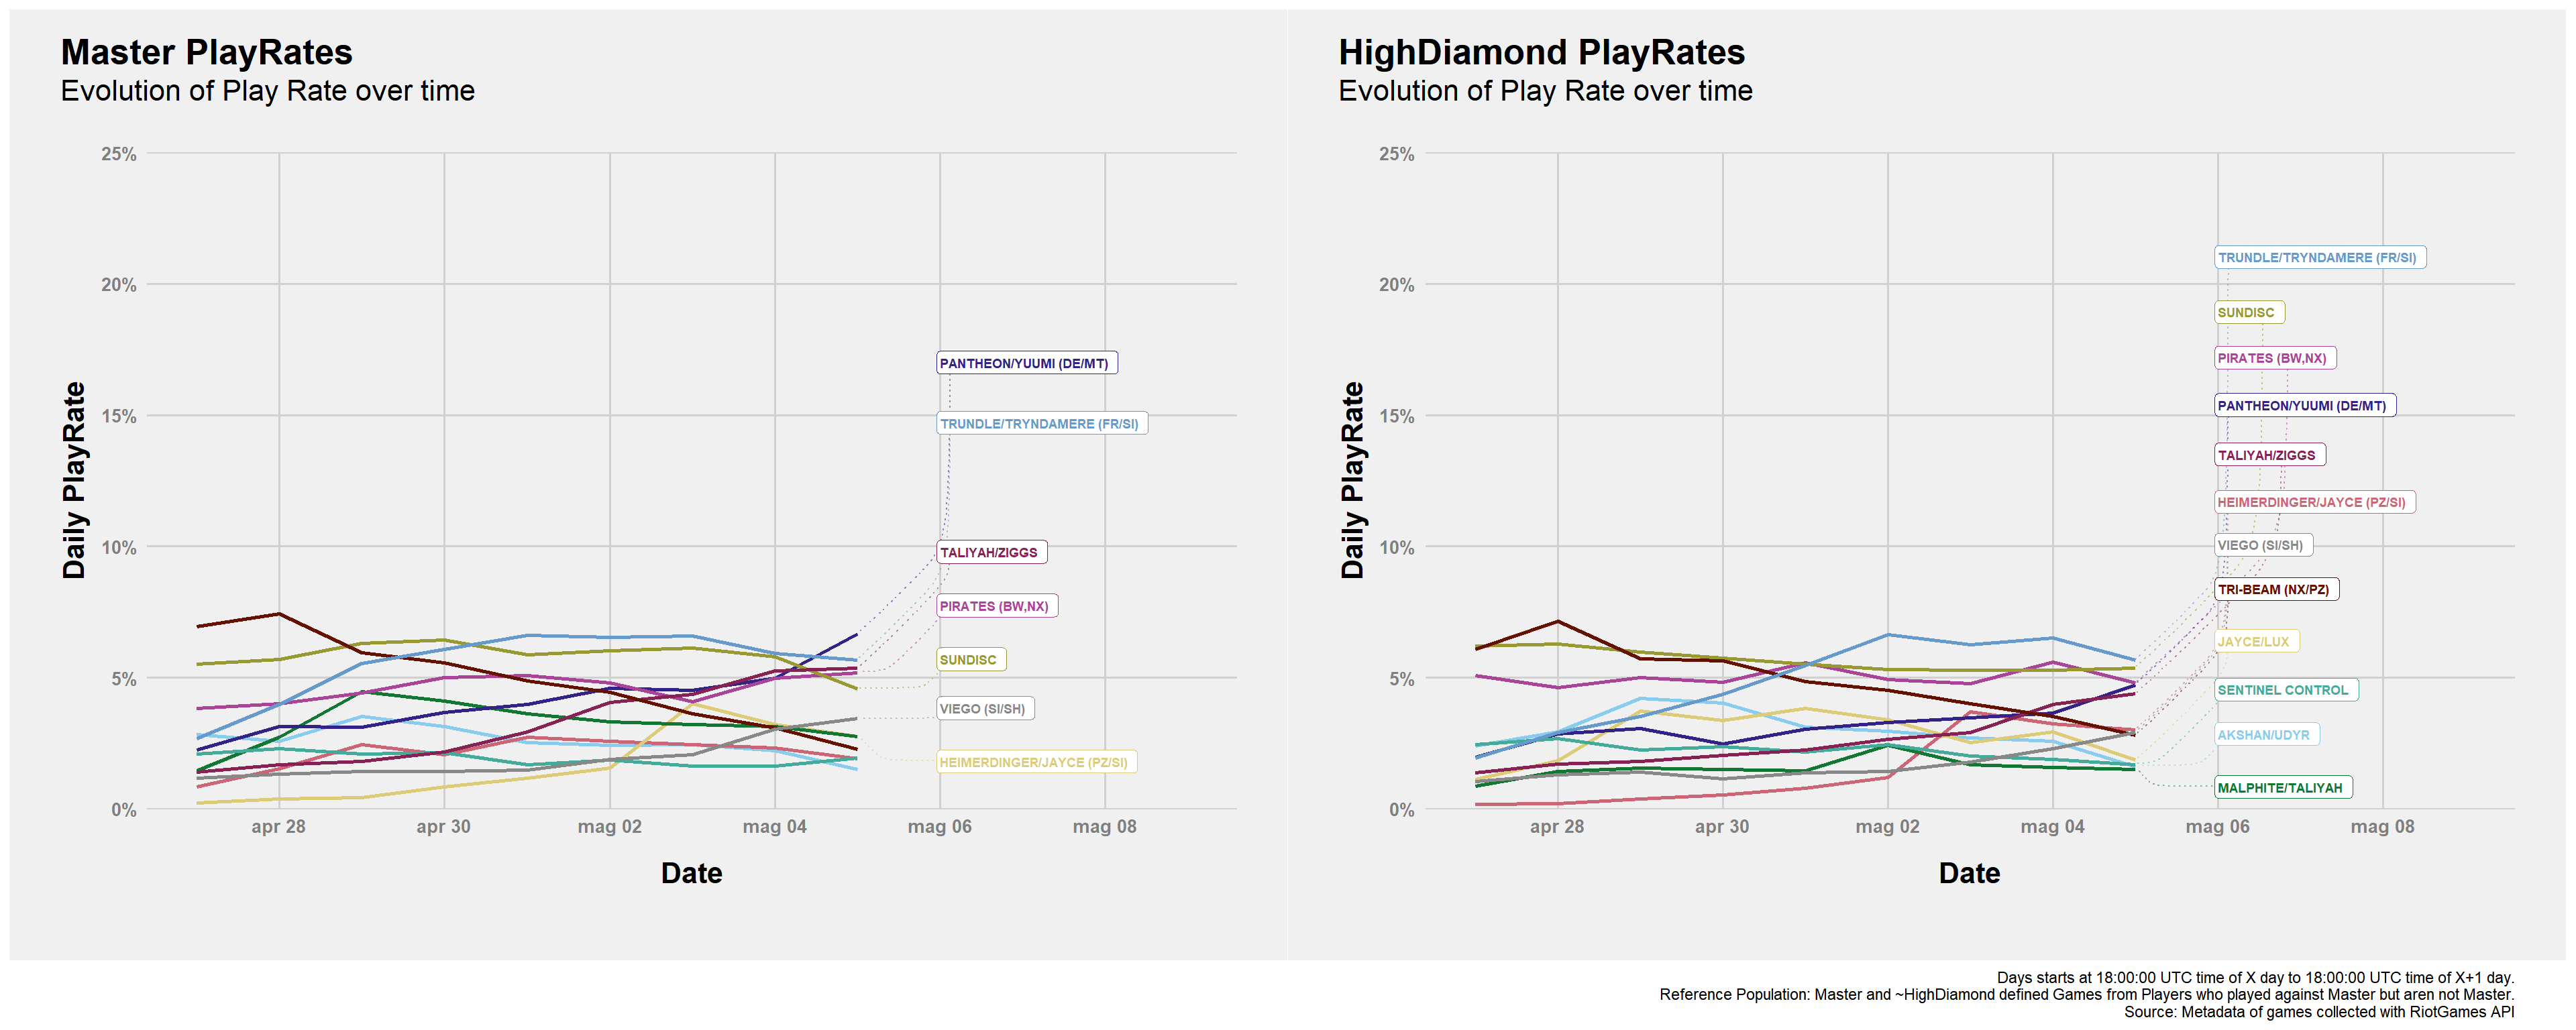 Master PlayRates
Evolution of Play Rate over time
25%
20%
15%
10%
5%
0%
Daily PlayRate
apr 28
apr 30
mag 02
mag 04
mag 06
mag 08
Date
PANTHEON/YUUMI (DE/MT)
TRUNDLE/TRYNDAMERE (FR/SI)
TALIYAH/ZIGGS
PIRATES (BW,NX)
SUNDISC
VIEGO (SI/SH)
HEIMERDINGER/JAYCE (PZ/SI)
HighDiamond PlayRates
Evolution of Play Rate over time
25%
20%
15%
10%
5%
0%
Daily PlayRate
apr 28
apr 30
mag 02
mag 04
mag 06
mag 08
Date
TRUNDLE/TRYNDAMERE (FR/SI)
SUNDISC
PIRATES (BW,NX)
PANTHEON/YUUMI (DE/MT)
TALIYAH/ZIGGS
HEIMERDINGER/JAYCE (PZ/SI)
VIEGO (SI/SH)
TRI-BEAM (NX/PZ)
JAYCE/LUX
SENTINEL CONTROL
AKSHAN/UDYR
MALPHITE/TALIYAH
Days starts at 18:00:00 UTC time of X day to 18:00:00 UTC time of X+1 day.
Reference Population: Master and ~HighDiamond defined Games from Players who played against Master but aren not Master.
Source: Metadata of games collected with RiotGames API